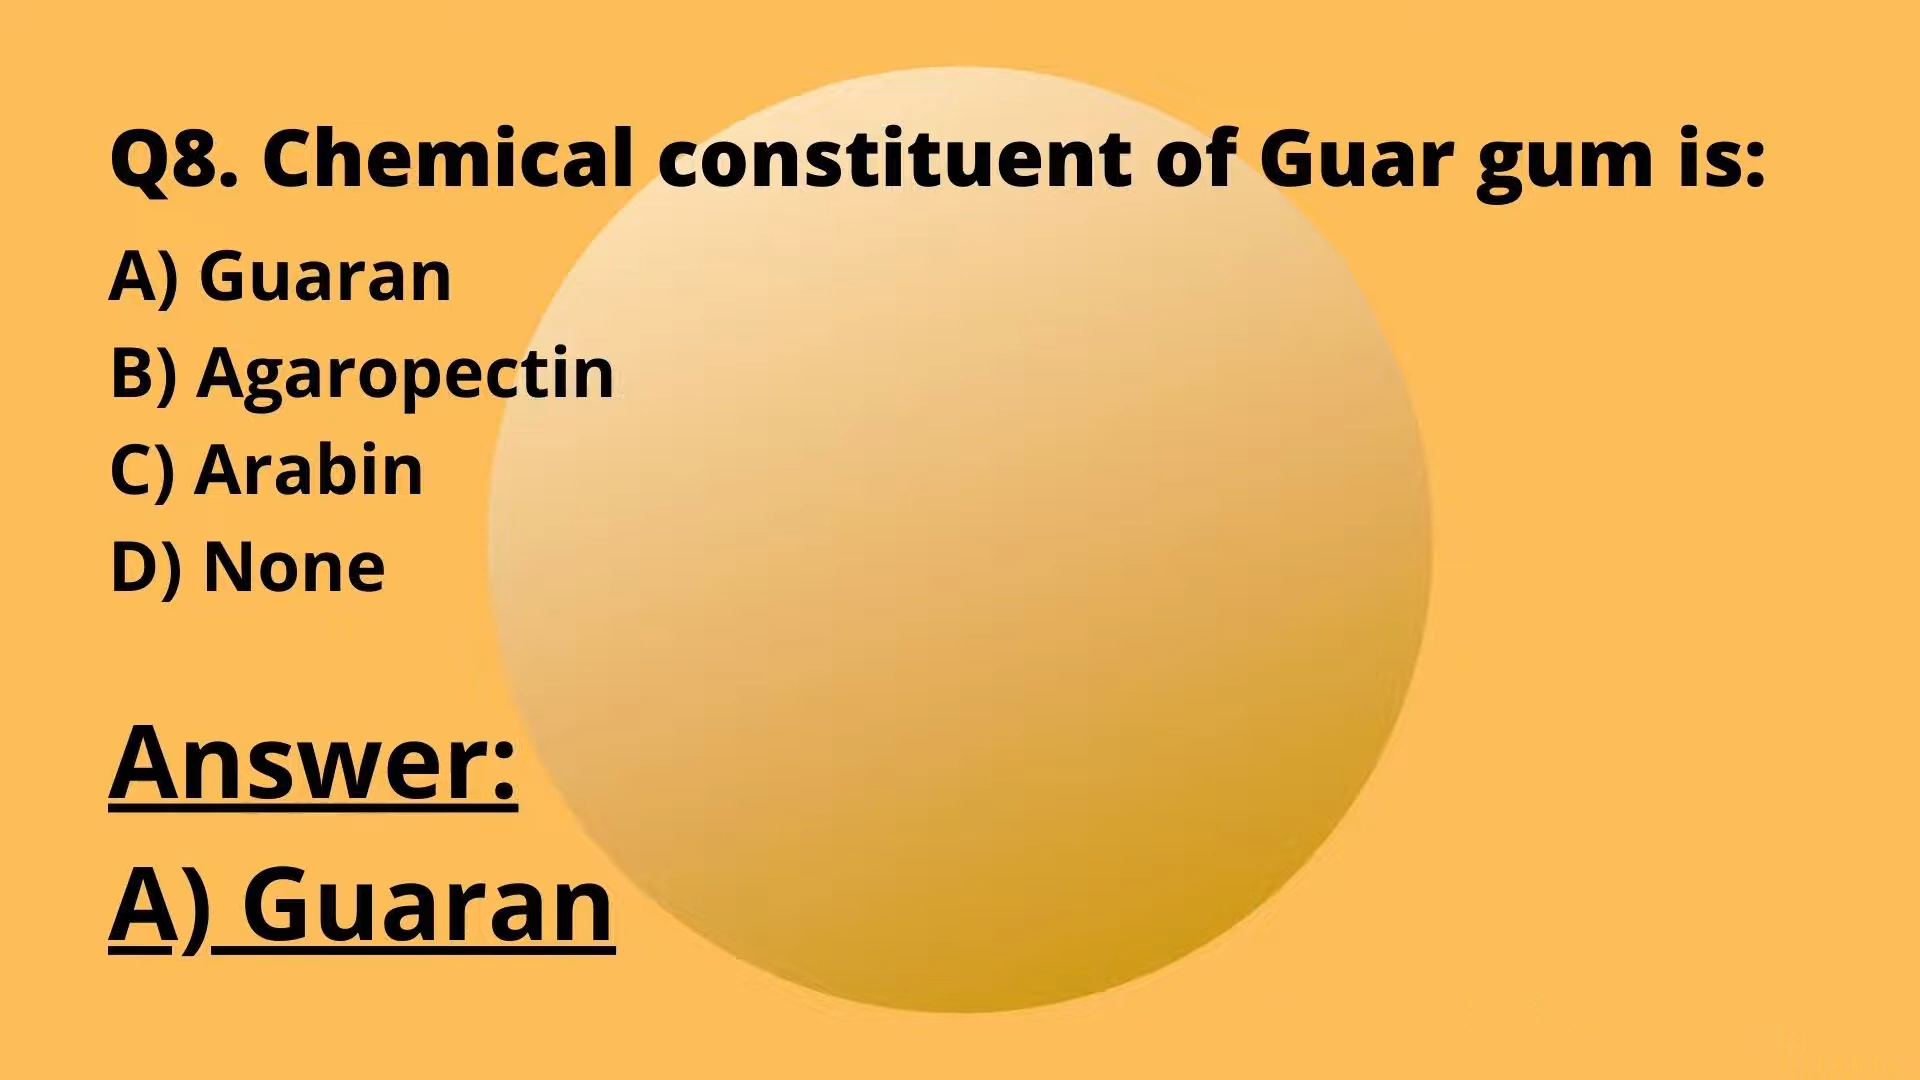 Q8. Chemical constituent of Guar gum is:
A) Guaran
B) Agaropectin
C) Arabin
D) None
Answer:
A) Guaran